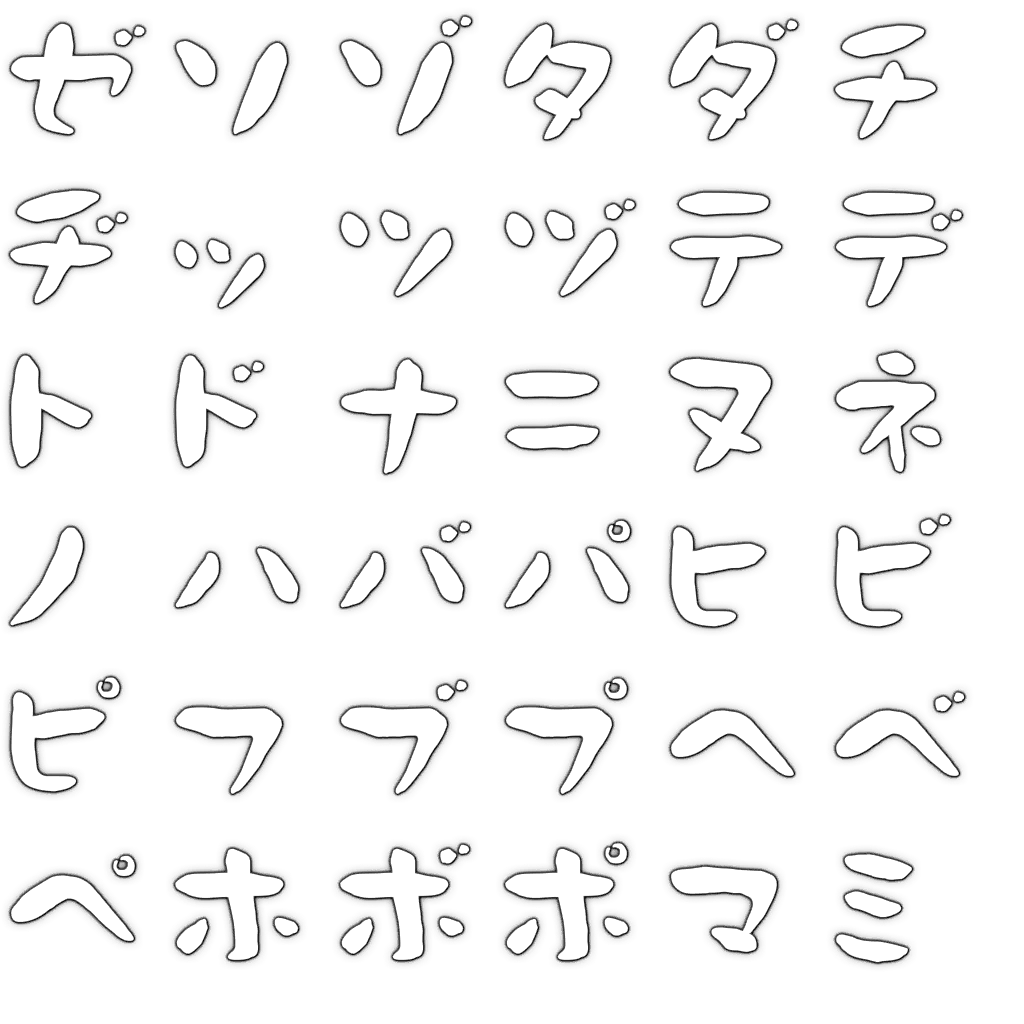 ゼソゾタダチ
ヂッツヅテデ
トドナニヌネ
ノハバパヒビ
ピフブプヘベ
ペホボポマミ